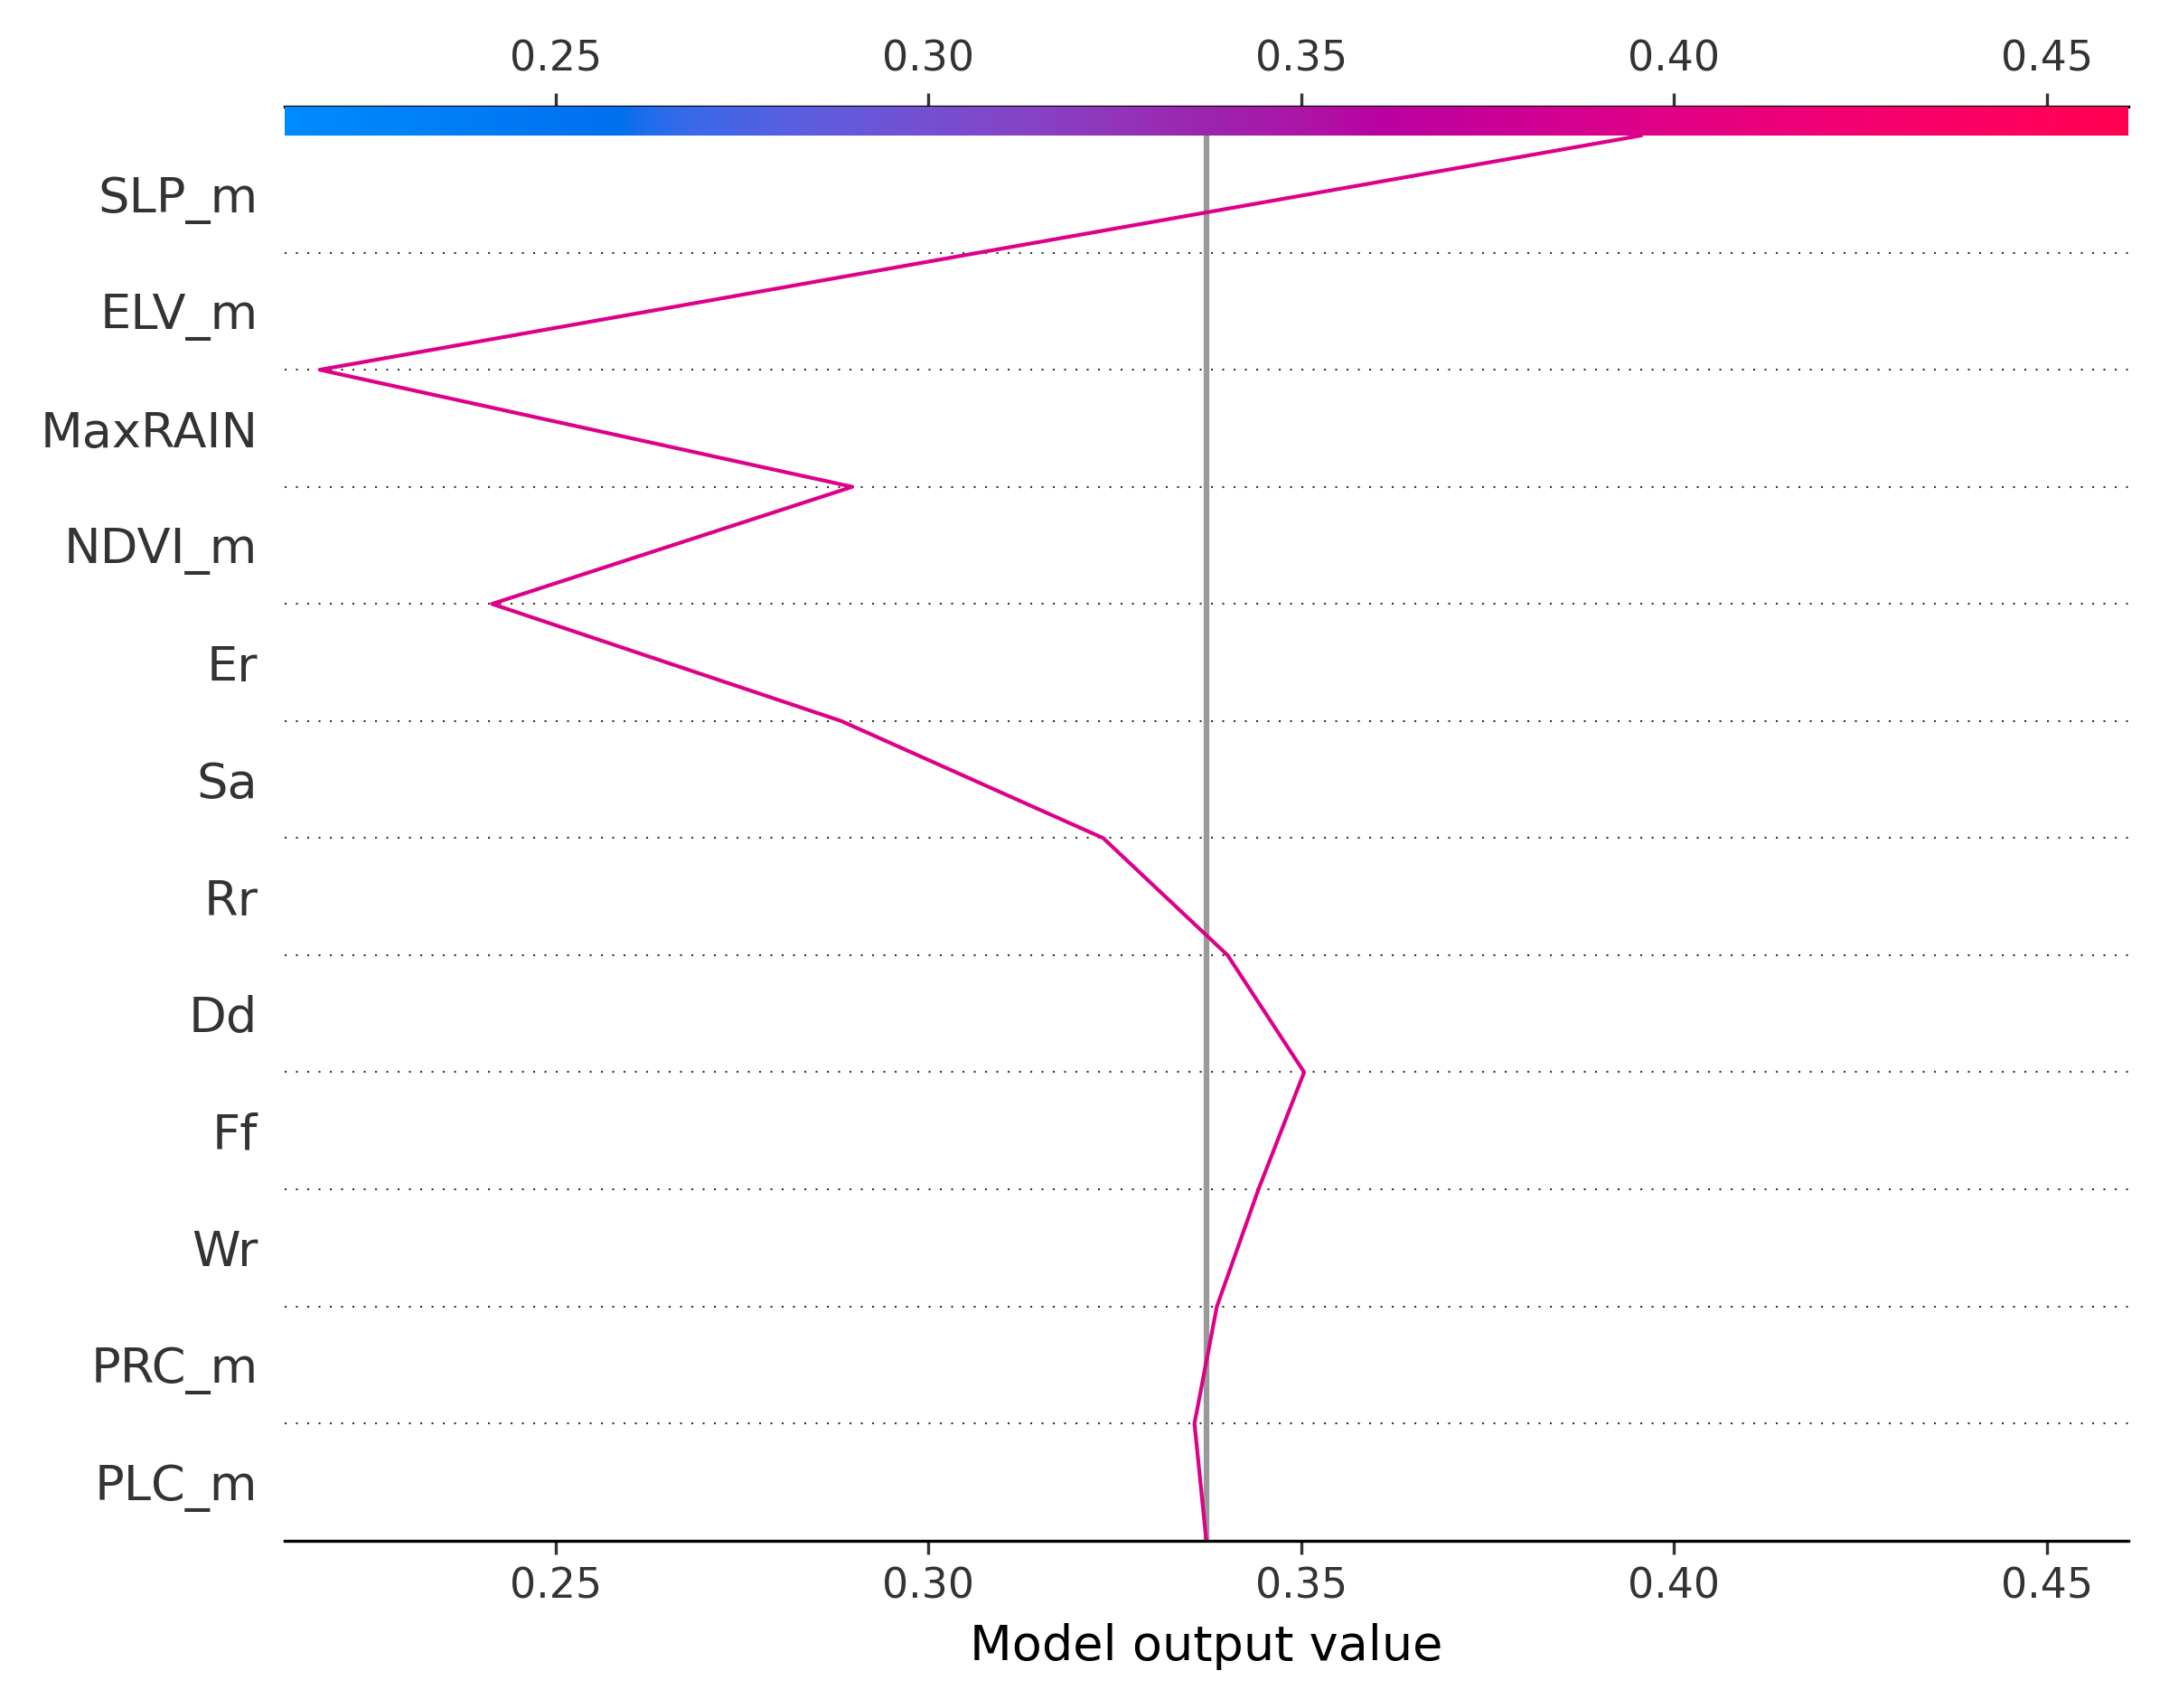 0.25 0.30 0.35 0.40 0.45
SLP_m
ELV_m
MaxRAIN
NDVI_m
Er
Sa
Rr
Dd
Ff
Wr
PRC_m
PLC_m
0.25 0.30 0.35 0.40 0.45
Model output value